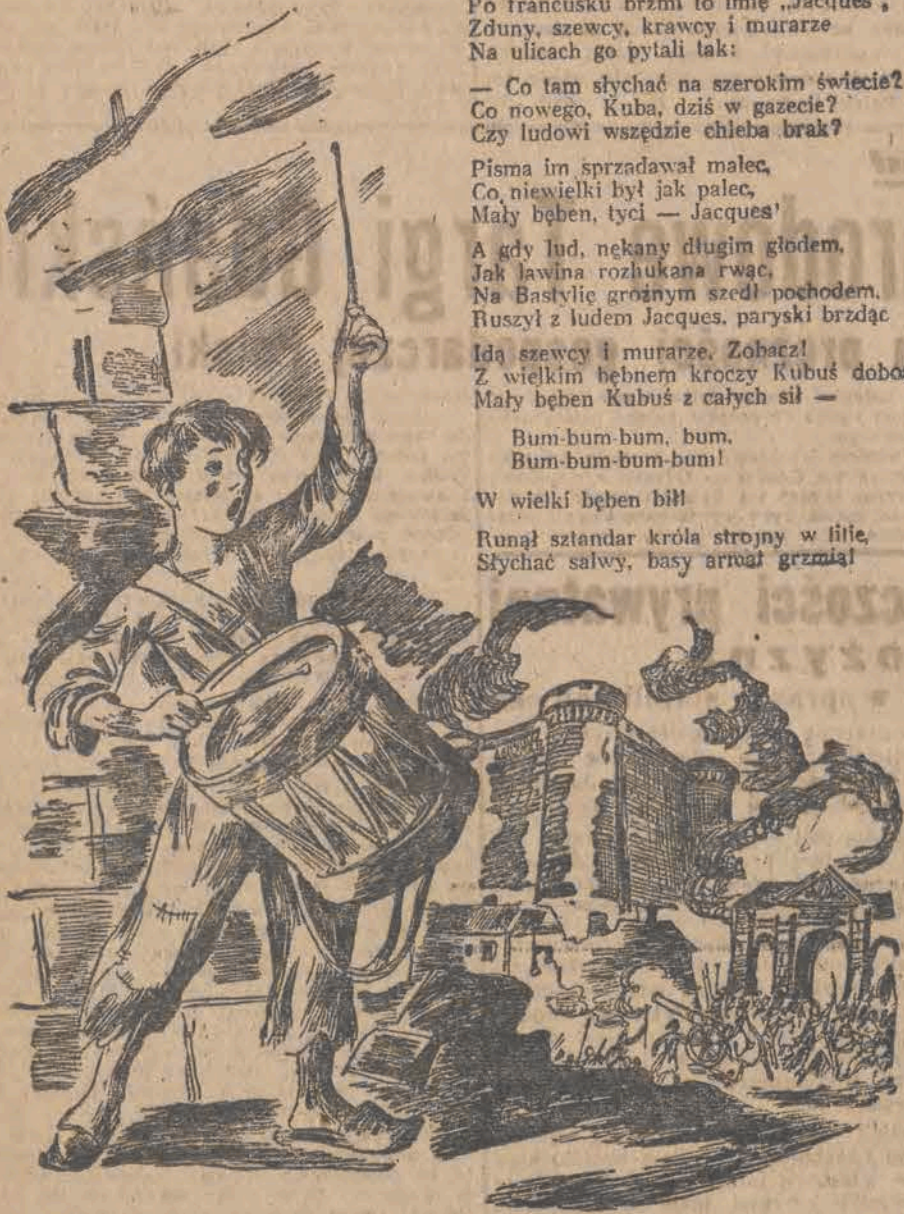 Po francusku brzmi to imię „Jacques",
Zduny, szewcy, krawcy i murarze
Na ulicach go pytali tak:
— Co tam słychać na szerokim świecie?
Co nowego, Kuba, dziś w gazecie?
Czy ludowi wszędzie chleba brak?
Pisma im sprzadawał malec,
Co niewielki był jak palec,
Mały bęben, tyci — Jacques'
A gdy lud, nękany długim głodem,
Jak lawina rozhukana rwąc,
Na Bastylię groźnym szedł pochodem,
Ruszył z ludem Jacques, paryski brzdąc
Idą szewcy i murarze. Zobacz!
Z wielkim bębnem kroczy Kubuś dobos
Mały bęben Kubuś z całych sił —
Bum-bum-bum, bum,
Bum-bum-bum-bum!
W wielki bęben bił!
Runął sztandar króla strojny w lilie,
Słychać salwy, basy armat grzmią!